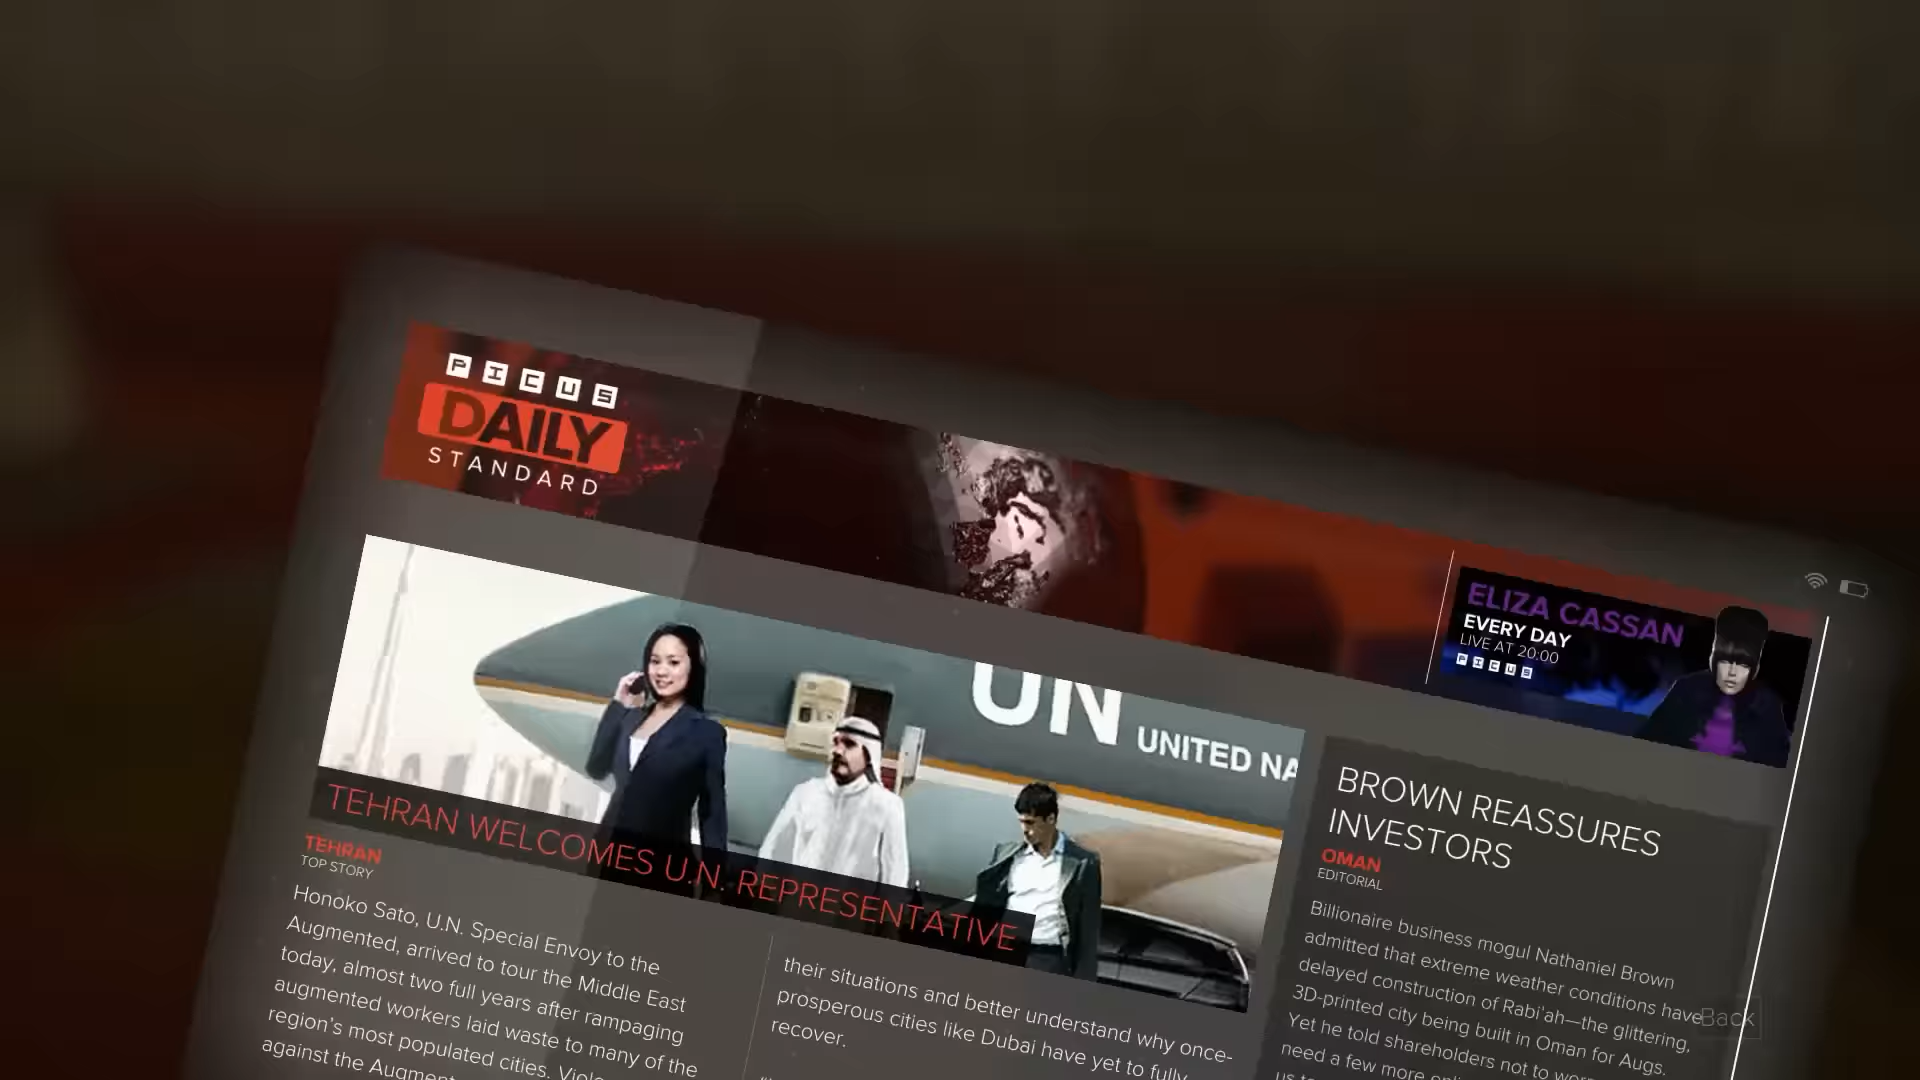 PICUS
DAILY
STANDARD
ELIZA CASSAN
EVERY DAY
LIVE AT 20:00
PICUS
UN UNITED NA
TEHRAN WELCOMES U.N. REPRESENTATIVE
TEHRAN
TOP STORY
Honoko Sato, U.N. Special Envoy to the
Augmented, arrived to tour the Middle East
today, almost two full years after rampaging
augmented workers laid waste to many of the
region's most populated cities.
against the
their situations and better understand why once-
prosperous cities like Dubai have yet to fully
recover.
BROWN REASSURES
INVESTORS
OMAN
EDITORIAL
Billionaire business mogul Nathaniel Brown
admitted that extreme weather conditions have
delayed construction of Rabi'ah—the glittering,
3D-printed city being built in Oman for Augs.
Yet he told shareholders not to
need a few more
Back